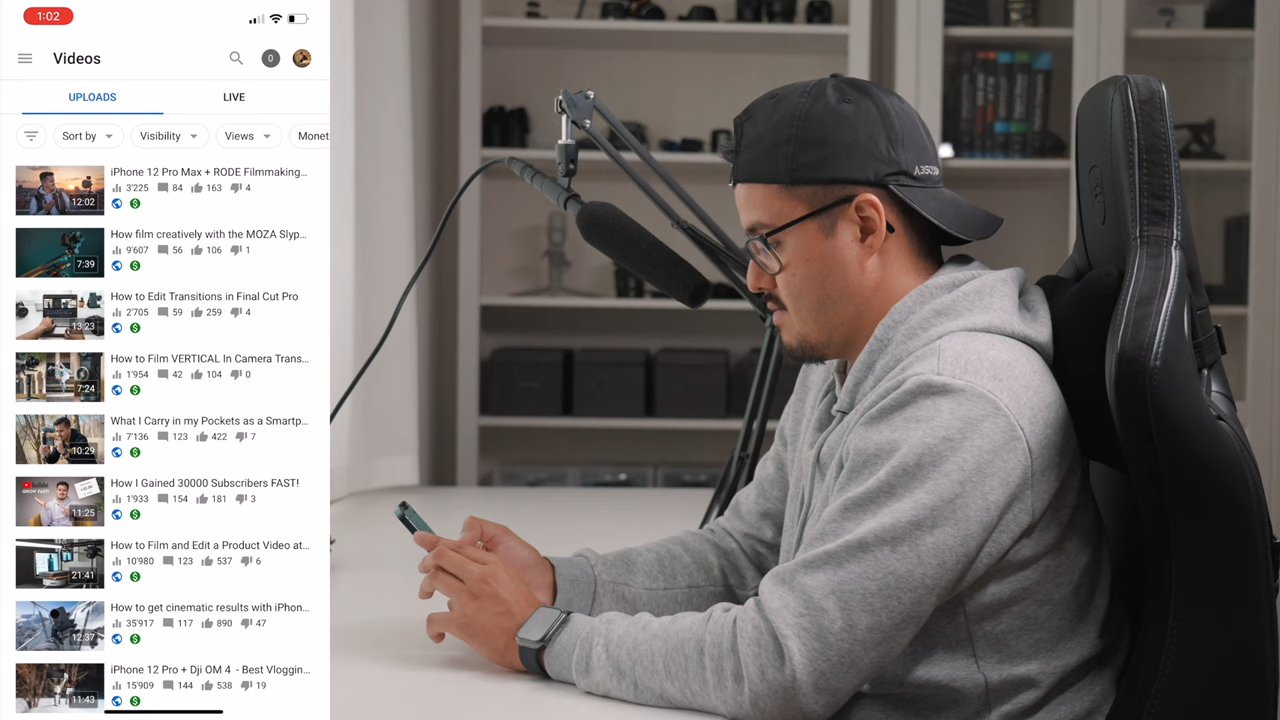 1:02
Videos
0
UPLOADS LIVE
Sort by Visibility Views Monet
iPhone 12 Pro Max + RODE Filmmaking...
3'225 84 163 4
12:02
How film creatively with the MOZA Slyp...
9'607 56 106 1
7:39
How to Edit Transitions in Final Cut Pro
2'705 59 259 4
13:23
How to Film VERTICAL In Camera Trans...
1'954 42 104 0
7:24
What I Carry in my Pockets as a Smartp...
7'136 123 422 7
10:29
How I Gained 30000 Subscribers FAST!
1'933 154 181 3
GROW FAST!
11:25
How to Film and Edit a Product Video at...
10'980 123 537 6
21:41
How to get cinematic results with iPhon...
35'917 117 890 47
12:37
iPhone 12 Pro + Dji OM 4 - Best Vloggin...
15'909 144 538 19
11:43